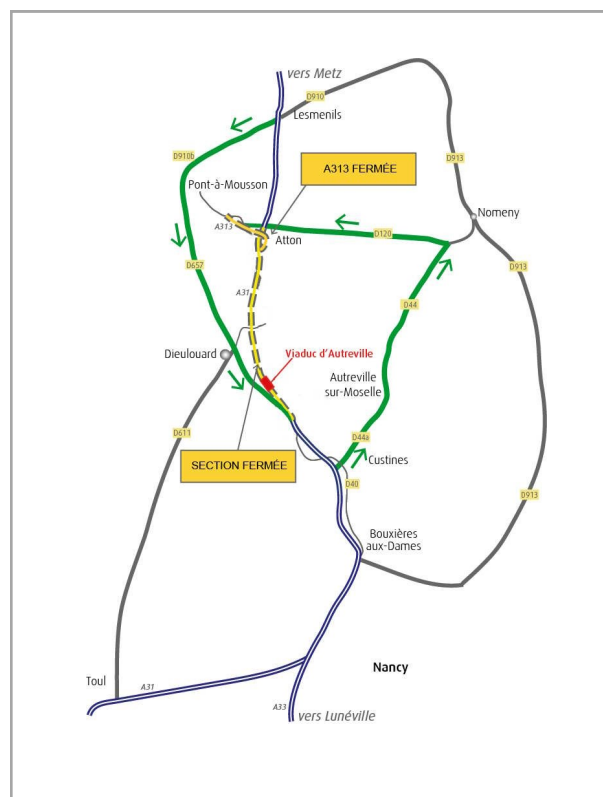 vers Metz
D910
Lesmenils
D910b
D913
A313 FERMÉE
Pont-à-Mousson
A313
Nomeny
D120
Atton
D657
D913
A31
D44
Viaduc d'Autreville
Dieulouard
Autreville
sur-Moselle
D611
D44a
SECTION FERMÉE
Custines
D40
D913
Bouxières
aux-Dames
Nancy
Toul
A31
A33
vers Lunéville